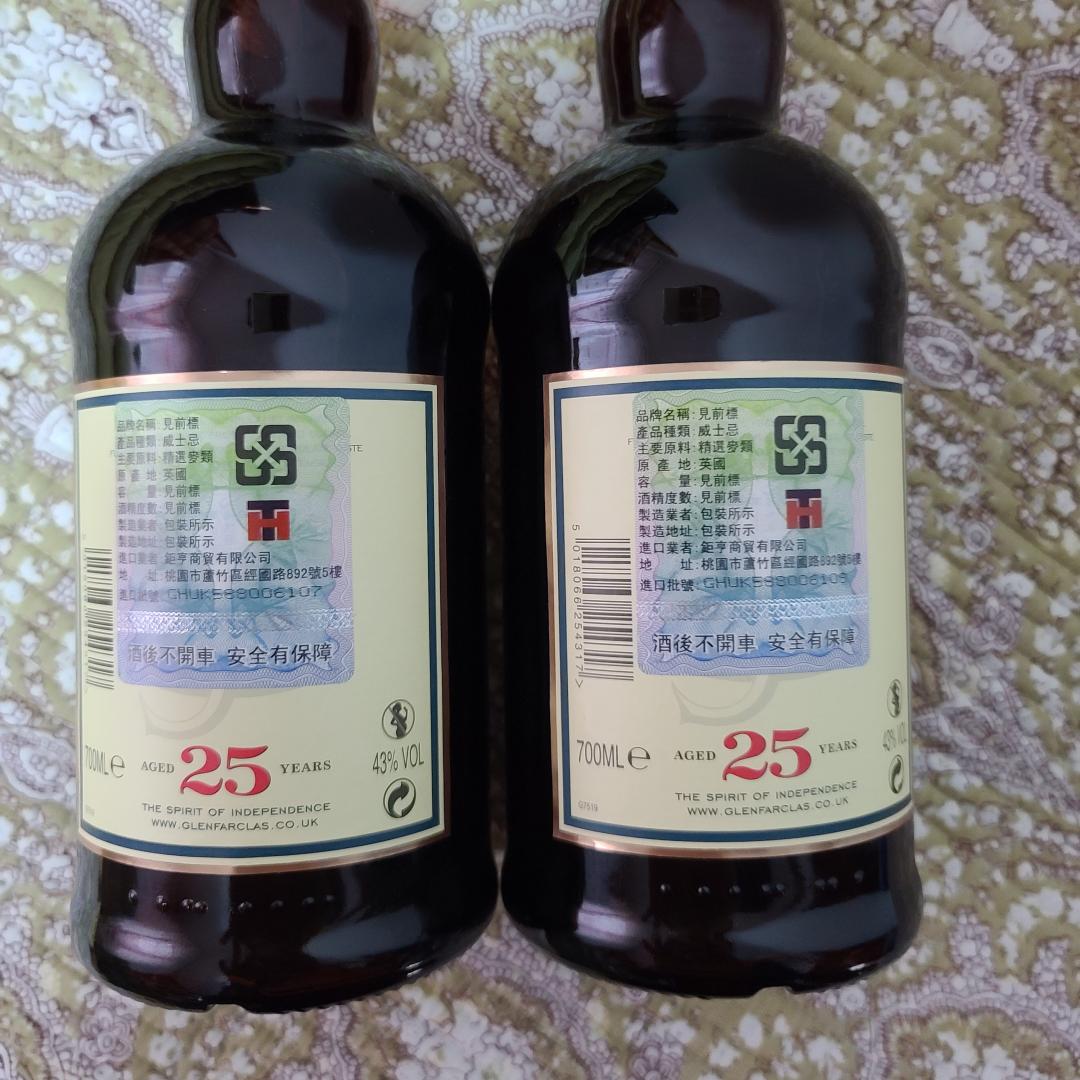 品牌名稱:見前標
產品種類:威士忌
主要原料:精選麥類
原產地:英國
容量:見前標
酒精度數:見前標
製造業者:包裝所示
製造地址:包裝所示
進口業者:鉅亨商貿有限公司
地址:桃園市蘆竹區經國路892號5樓
進口批號:GHUK588006107
TH
酒後不開車 安全有保障
700ML e
AGED 25 YEARS
43% VOL
THE SPIRIT OF INDEPENDENCE
WWW.GLENFARCLAS.CO.UK
品牌名稱:見前標
產品種類:威士忌
主要原料:精選麥類
原產地:英國
容量:見前標
酒精度數:見前標
製造業者:包裝所示
製造地址:包裝所示
進口業者:鉅亨商貿有限公司
地址:桃園市蘆竹區經國路892號5樓
進口批號:
TH
酒後不開車 安全有保障
5 018066 254317 >
700ML e
AGED 25 YEARS
43% VOL
THE SPIRIT OF INDEPENDENCE
WWW.GLENFARCLAS.CO.UK
G7519